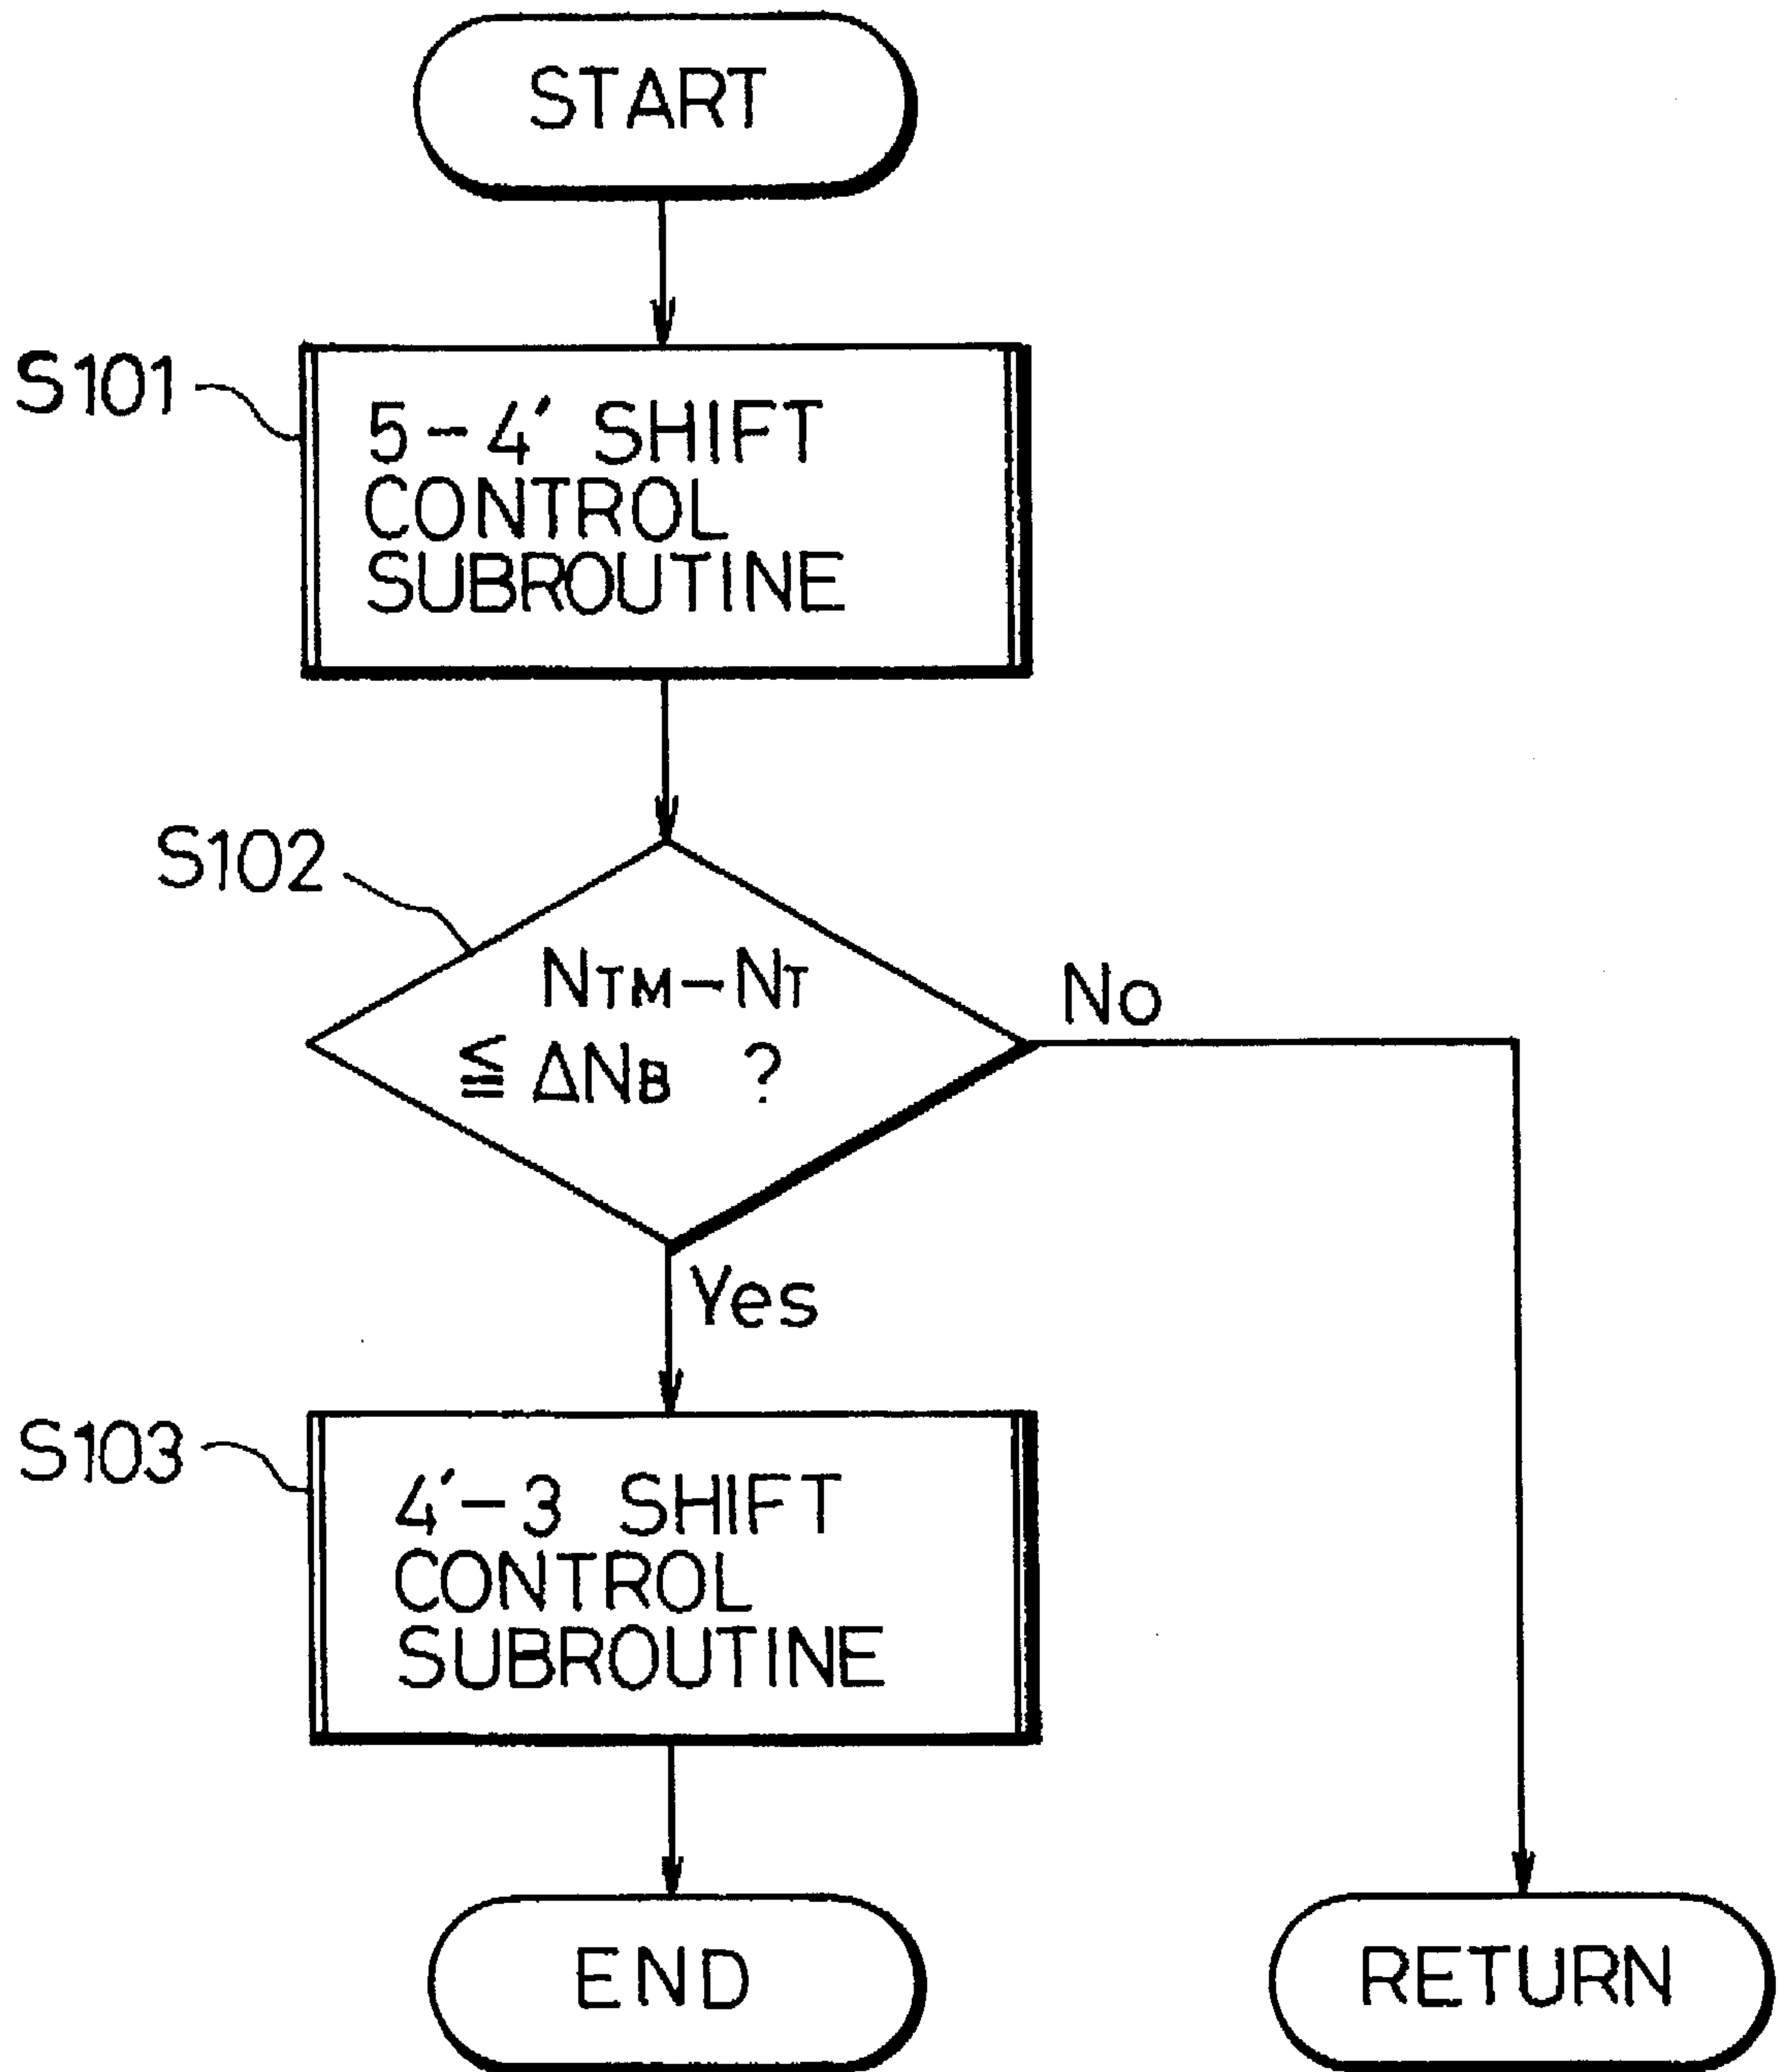 START
S101
5-4' SHIFT
CONTROL
SUBROUTINE
S102
NTM-NT
≦ ΔNB ?
No
Yes
S103
4'-3 SHIFT
CONTROL
SUBROUTINE
END
RETURN